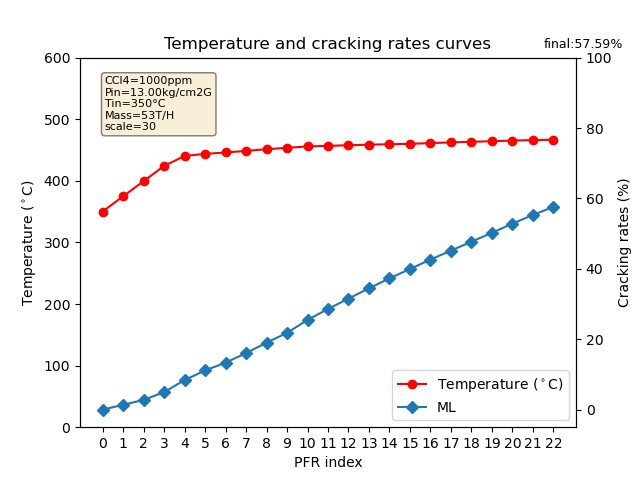 Temperature and cracking rates curves
final:57.59%
CCl4=1000ppm
Pin=13.00kg/cm2G
Tin=350°C
Mass=53T/H
scale=30
600
500
400
300
200
100
0
Temperature (°C)
100
80
60
40
20
0
Cracking rates (%)
Temperature (°C)
ML
0 1 2 3 4 5 6 7 8 9 10 11 12 13 14 15 16 17 18 19 20 21 22
PFR index